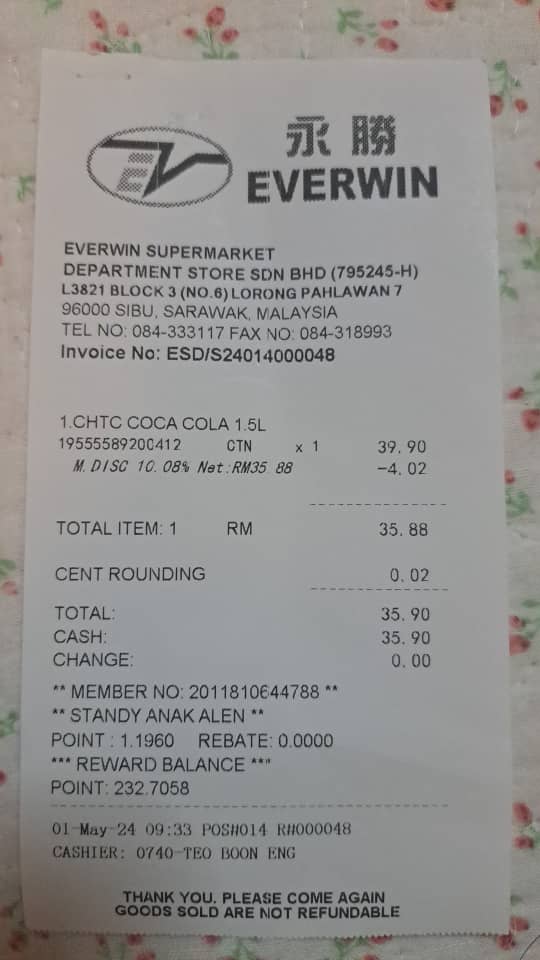 永勝
EV
EVERWIN
EVERWIN SUPERMARKET
DEPARTMENT STORE SDN BHD (795245-H)
L3821 BLOCK 3 (NO.6) LORONG PAHLAWAN 7
96000 SIBU, SARAWAK, MALAYSIA
TEL NO: 084-333117 FAX NO: 084-318993
Invoice No: ESD/S24014000048
1.CHTC COCA COLA 1.5L
19555589200412 CTN x 1 39.90
M.DISC 10.08% Net:RM35.88 -4.02
TOTAL ITEM: 1 RM 35.88
CENT ROUNDING 0.02
TOTAL: 35.90
CASH: 35.90
CHANGE: 0.00
** MEMBER NO: 2011810644788 **
** STANDY ANAK ALEN **
POINT : 1.1960 REBATE: 0.0000
*** REWARD BALANCE ***
POINT: 232.7058
01-May-24 09:33 POS#014 R#000048
CASHIER: 0740-TEO BOON ENG
THANK YOU. PLEASE COME AGAIN
GOODS SOLD ARE NOT REFUNDABLE